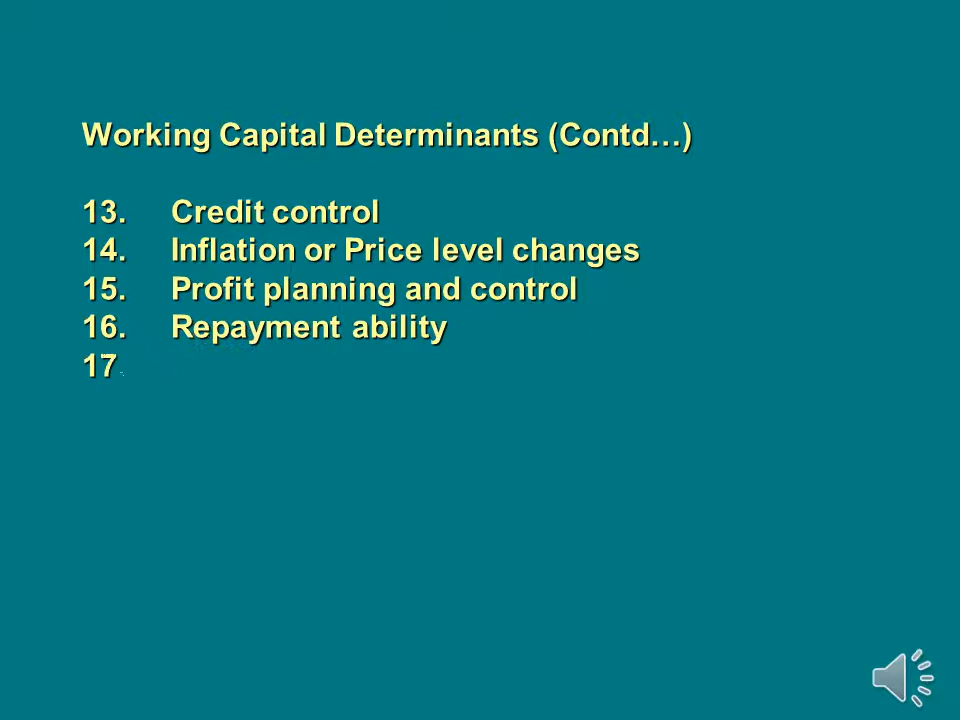 Working Capital Determinants (Contd…)
13. Credit control
14. Inflation or Price level changes
15. Profit planning and control
16. Repayment ability
17